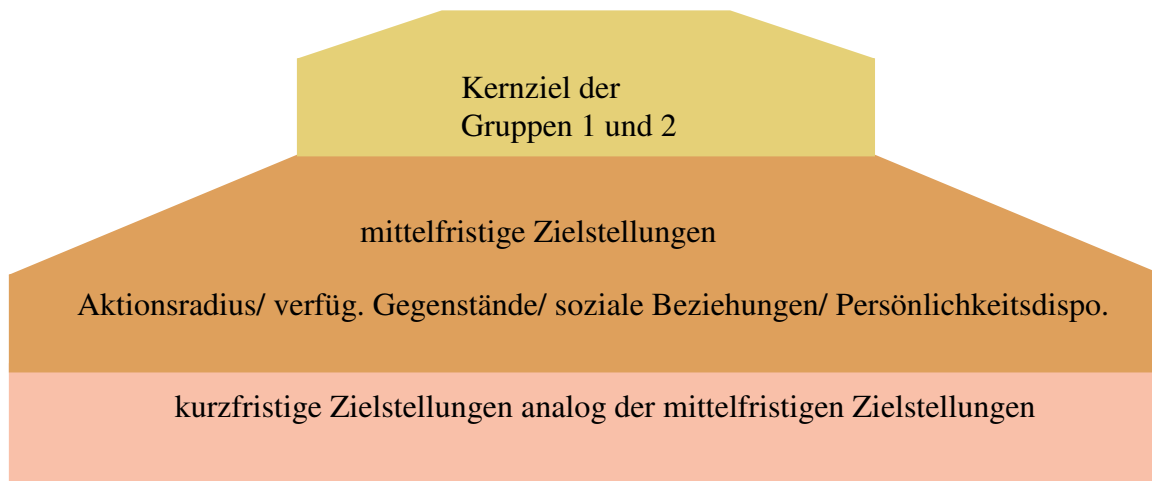 Kernziel der
Gruppen 1 und 2
mittelfristige Zielstellungen
Aktionsradius/ verfüg. Gegenstände/ soziale Beziehungen/ Persönlichkeitsdispo.
kurzfristige Zielstellungen analog der mittelfristigen Zielstellungen